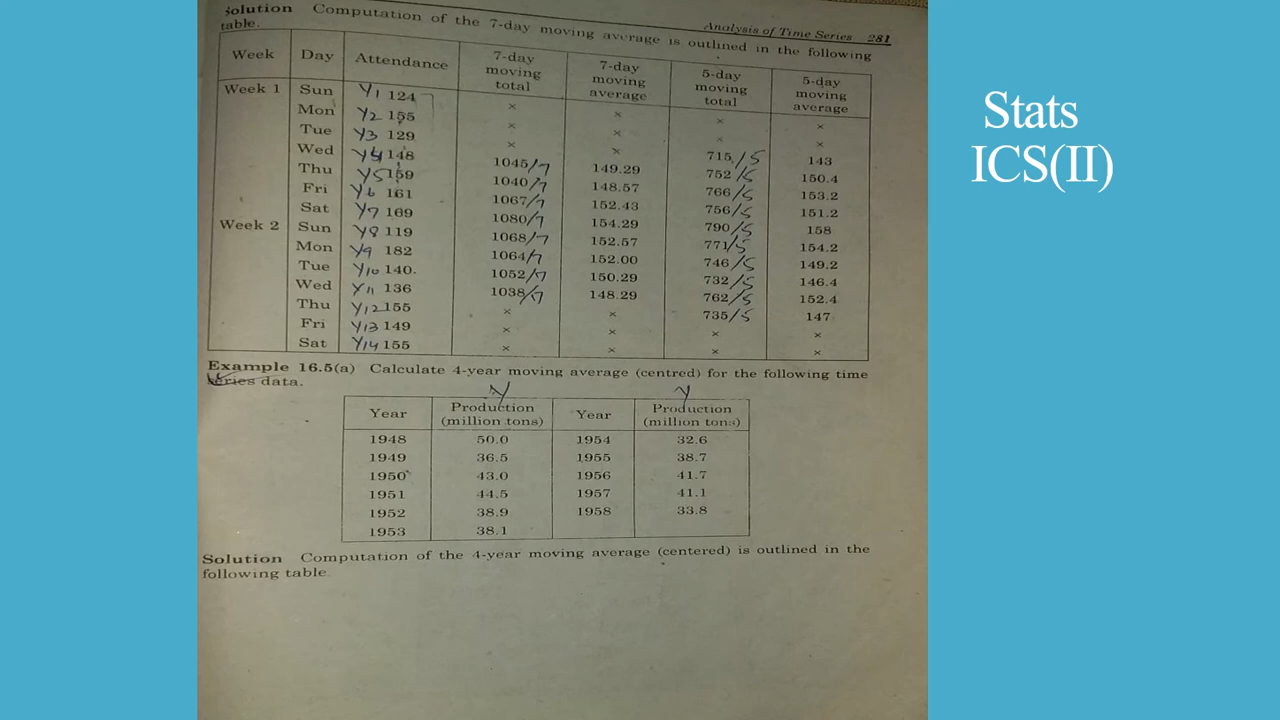 Analysis of Time Series 281
Solution Computation of the 7-day moving average is outlined in the following
table.
Week Day Attendance 7-day moving total 7-day moving average 5-day moving total 5-day moving average
Week 1 Sun Y1 124 × × × ×
Mon Y2 155 × × × ×
Tue Y3 129 × × 715/5 143
Wed Y4 148 1045/7 149.29 752/5 150.4
Thu Y5 159 1040/7 148.57 766/5 153.2
Fri Y6 161 1067/7 152.43 756/5 151.2
Sat Y7 169 1080/7 154.29 790/5 158
Week 2 Sun Y8 119 1068/7 152.57 771/5 154.2
Mon Y9 182 1064/7 152.00 746/5 149.2
Tue Y10 140. 1052/7 150.29 732/5 146.4
Wed Y11 136 1038/7 148.29 762/5 152.4
Thu Y12 155 × × 735/5 147
Fri Y13 149 × × × ×
Sat Y14 155 × × × ×
Example 16.5(a) Calculate 4-year moving average (centred) for the following time
series data.
Y Y
Year Production (million tons) Year Production (million tons)
1948 50.0 1954 32.6
1949 36.5 1955 38.7
1950 43.0 1956 41.7
1951 44.5 1957 41.1
1952 38.9 1958 33.8
1953 38.1
Solution Computation of the 4-year moving average (centered) is outlined in the
following table
Stats
ICS(II)